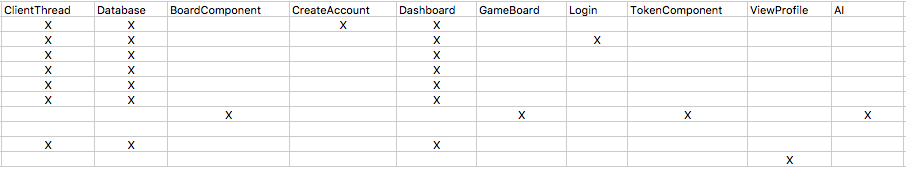 ClientThread Database BoardComponent CreateAccount Dashboard GameBoard Login TokenComponent ViewProfile AI
X X X X
X X X X
X X X
X X X
X X X
X X X
X X X X
X X X
X